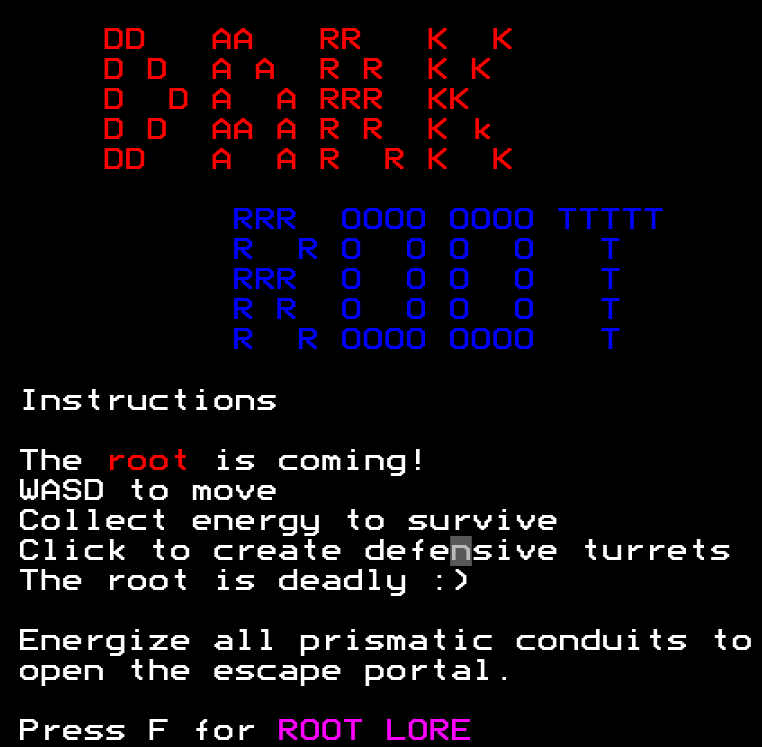 DD   AA   RR   K  K
D D  A A  R R  K K
D  D A  A RRR  KK
D D  AA A R R  K k
DD   A  A R  R K  K
RRR  OOOO OOOO TTTTT
R  R O  O O  O   T
RRR  O  O O  O   T
R R  O  O O  O   T
R  R OOOO OOOO   T
Instructions
The root is coming!
WASD to move
Collect energy to survive
Click to create defensive turrets
The root is deadly :)
Energize all prismatic conduits to
open the escape portal.
Press F for ROOT LORE